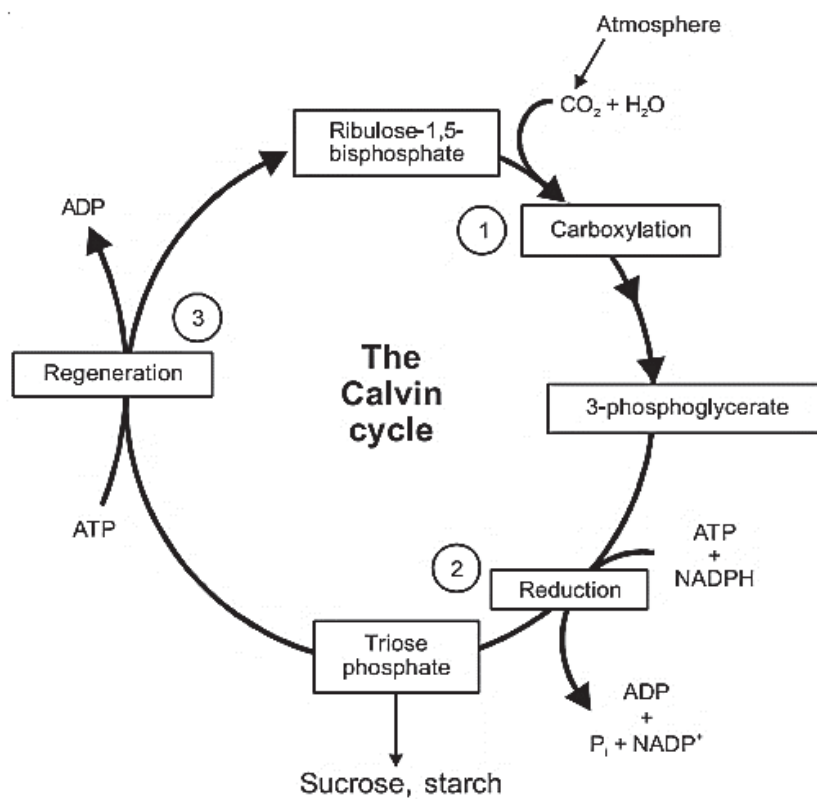 Atmosphere
CO₂ + H₂O
Ribulose-1,5-
bisphosphate
ADP
1
Carboxylation
3
The
Calvin
cycle
Regeneration
3-phosphoglycerate
ATP
ATP
+
NADPH
2
Reduction
Triose
phosphate
ADP
+
Pᵢ + NADP⁺
Sucrose, starch